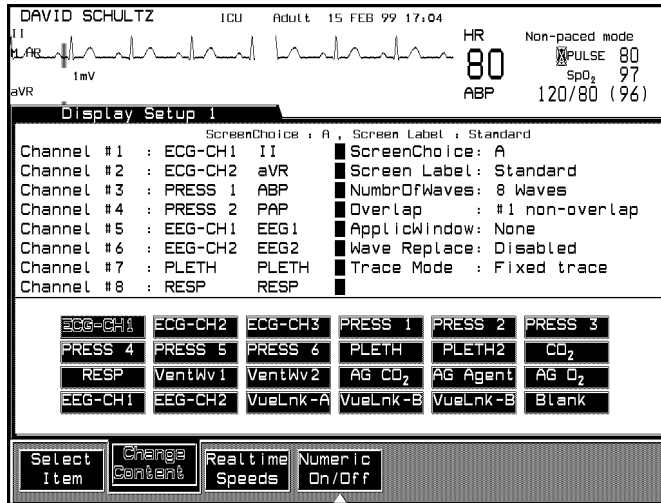 DAVID SCHULTZ ICU Adult 15 FEB 99 17:04
II
M/AR
1mV
aVR
HR
80
ABP
Non-paced mode
PULSE 80
SpO₂ 97
120/80 (96)
Display Setup 1
ScreenChoice : A , Screen Label : Standard
Channel #1 : ECG-CH1 II
Channel #2 : ECG-CH2 aVR
Channel #3 : PRESS 1 ABP
Channel #4 : PRESS 2 PAP
Channel #5 : EEG-CH1 EEG1
Channel #6 : EEG-CH2 EEG2
Channel #7 : PLETH PLETH
Channel #8 : RESP RESP
ScreenChoice: A
Screen Label: Standard
NumbrOfWaves: 8 Waves
Overlap : #1 non-overlap
ApplicWindow: None
Wave Replace: Disabled
Trace Mode : Fixed trace
ECG-CH1 ECG-CH2 ECG-CH3 PRESS 1 PRESS 2 PRESS 3
PRESS 4 PRESS 5 PRESS 6 PLETH PLETH2 CO₂
RESP VentWv1 VentWv2 AG CO₂ AG Agent AG O₂
EEG-CH1 EEG-CH2 VueLnk-A VueLnk-B VueLnk-B Blank
Select Item
Change Content
Realtime Speeds
Numeric On/Off